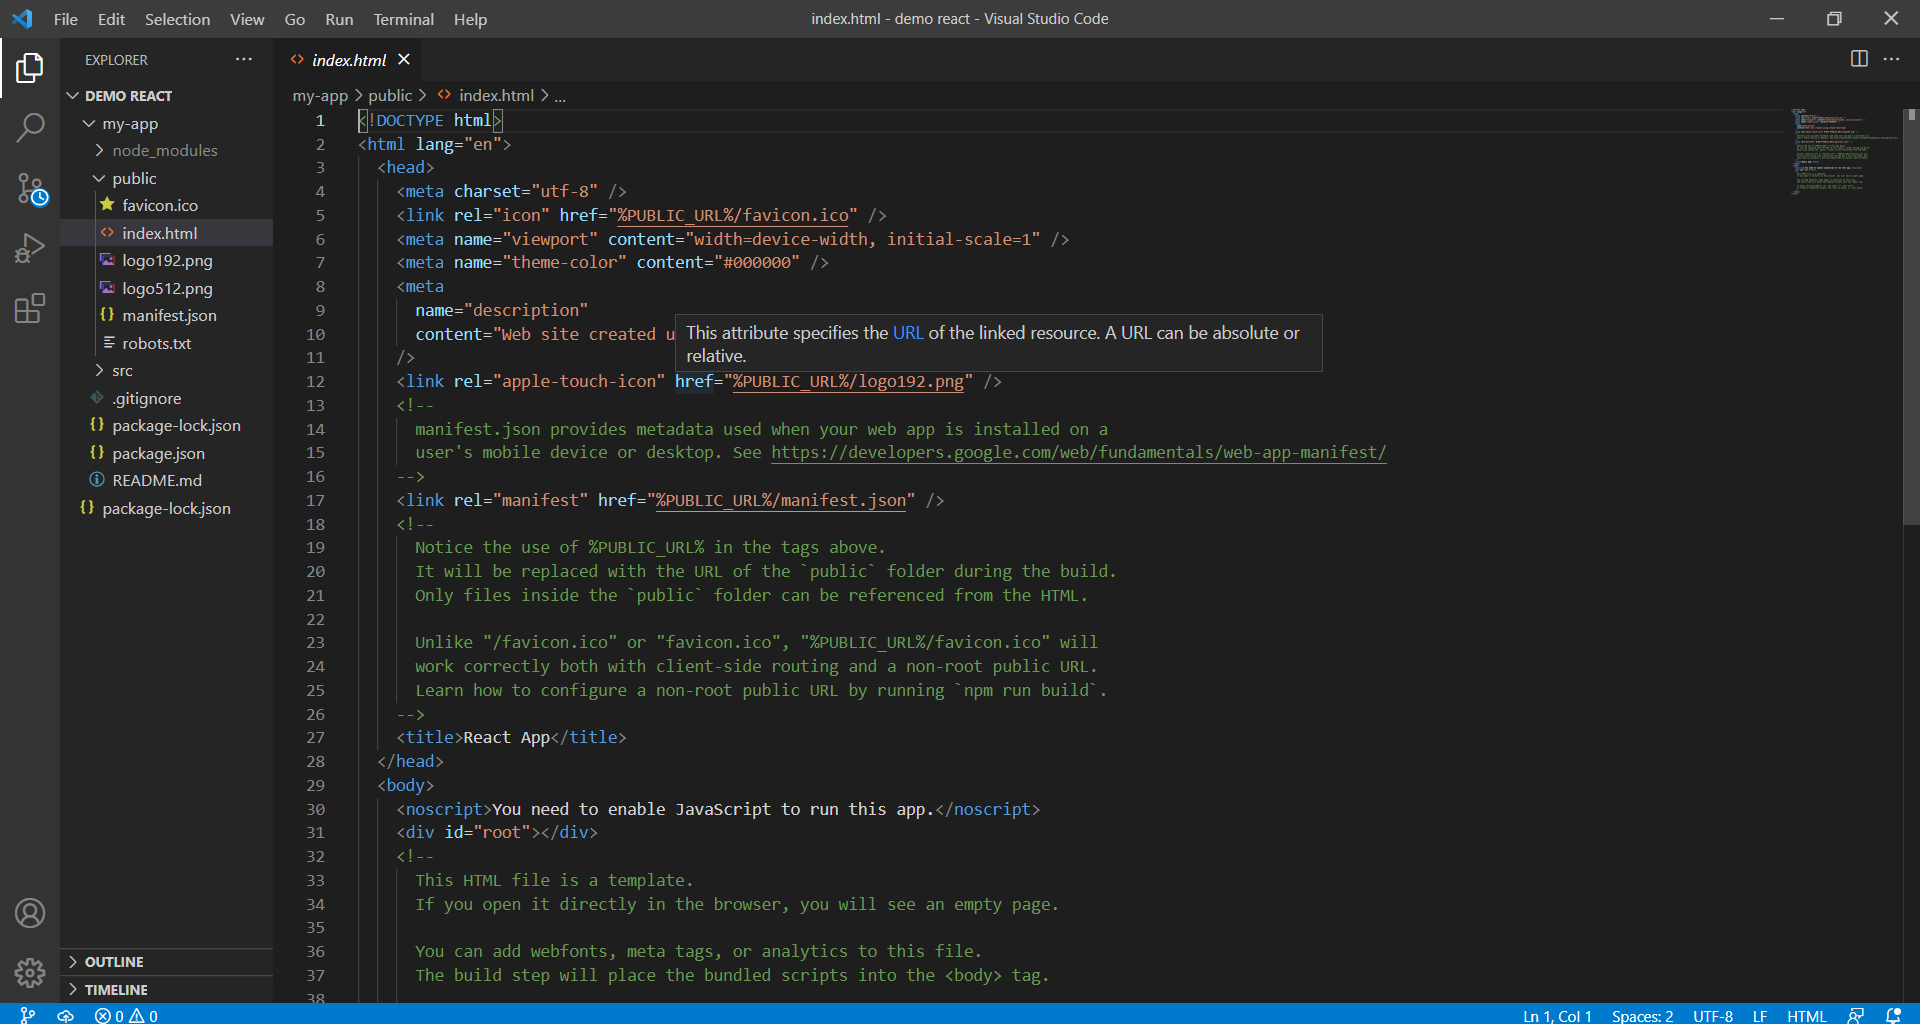 File Edit Selection View Go Run Terminal Help
index.html - demo react - Visual Studio Code
EXPLORER
DEMO REACT
my-app
node_modules
public
favicon.ico
index.html
logo192.png
logo512.png
manifest.json
robots.txt
src
.gitignore
package-lock.json
package.json
README.md
package-lock.json
OUTLINE
TIMELINE
index.html
my-app > public > index.html > ...
1 <!DOCTYPE html>
2 <html lang="en">
3 <head>
4 <meta charset="utf-8" />
5 <link rel="icon" href="%PUBLIC_URL%/favicon.ico" />
6 <meta name="viewport" content="width=device-width, initial-scale=1" />
7 <meta name="theme-color" content="#000000" />
8 <meta
9 name="description"
10 content="Web site created u
This attribute specifies the URL of the linked resource. A URL can be absolute or
relative.
11 />
12 <link rel="apple-touch-icon" href="%PUBLIC_URL%/logo192.png" />
13 <!--
14 manifest.json provides metadata used when your web app is installed on a
15 user's mobile device or desktop. See https://developers.google.com/web/fundamentals/web-app-manifest/
16 -->
17 <link rel="manifest" href="%PUBLIC_URL%/manifest.json" />
18 <!--
19 Notice the use of %PUBLIC_URL% in the tags above.
20 It will be replaced with the URL of the `public` folder during the build.
21 Only files inside the `public` folder can be referenced from the HTML.
22
23 Unlike "/favicon.ico" or "favicon.ico", "%PUBLIC_URL%/favicon.ico" will
24 work correctly both with client-side routing and a non-root public URL.
25 Learn how to configure a non-root public URL by running `npm run build`.
26 -->
27 <title>React App</title>
28 </head>
29 <body>
30 <noscript>You need to enable JavaScript to run this app.</noscript>
31 <div id="root"></div>
32 <!--
33 This HTML file is a template.
34 If you open it directly in the browser, you will see an empty page.
35
36 You can add webfonts, meta tags, or analytics to this file.
37 The build step will place the bundled scripts into the <body> tag.
38
0 0
Ln 1, Col 1 Spaces: 2 UTF-8 LF HTML